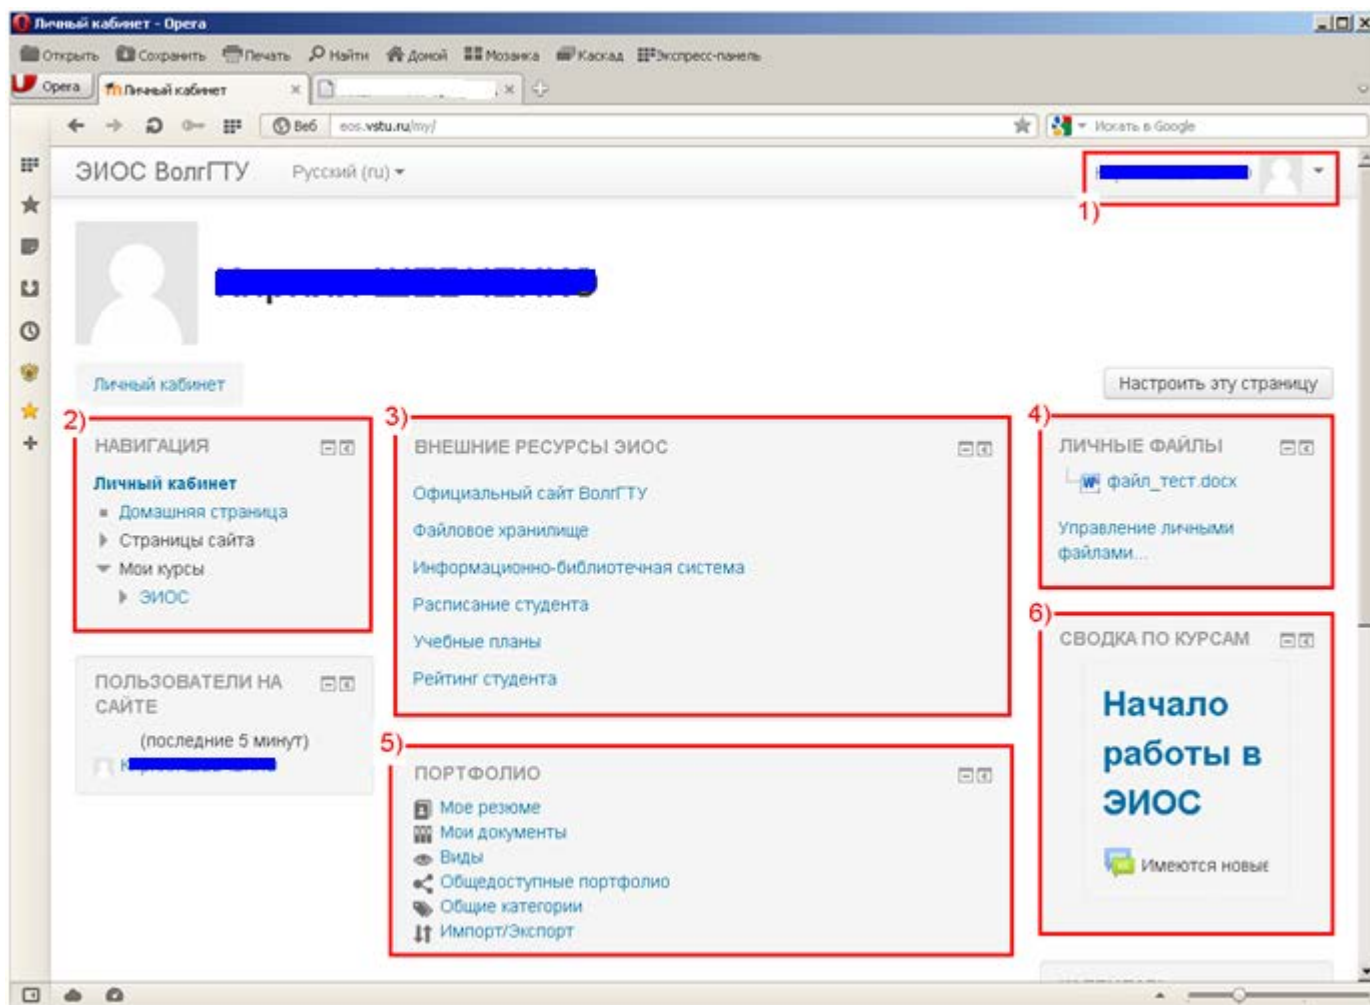 Личный кабинет - Opera
Открыть Сохранить Печать Найти Домой Мозаика Каскад Экспресс-панель
Opera Личный кабинет
Веб eos.vstu.ru/my/ Искать в Google
ЭИОС ВолгГТУ Русский (ru)
1)
Личный кабинет
Настроить эту страницу
2)
НАВИГАЦИЯ
Личный кабинет
Домашняя страница
Страницы сайта
Мои курсы
ЭИОС
ПОЛЬЗОВАТЕЛИ НА
САЙТЕ
(последние 5 минут)
3)
ВНЕШНИЕ РЕСУРСЫ ЭИОС
Официальный сайт ВолгГТУ
Файловое хранилище
Информационно-библиотечная система
Расписание студента
Учебные планы
Рейтинг студента
5)
ПОРТФОЛИО
Мое резюме
Мои документы
Виды
Общедоступные портфолио
Общие категории
Импорт/Экспорт
4)
ЛИЧНЫЕ ФАЙЛЫ
файл_тест.docx
Управление личными
файлами...
6)
СВОДКА ПО КУРСАМ
Начало
работы в
ЭИОС
Имеются новые